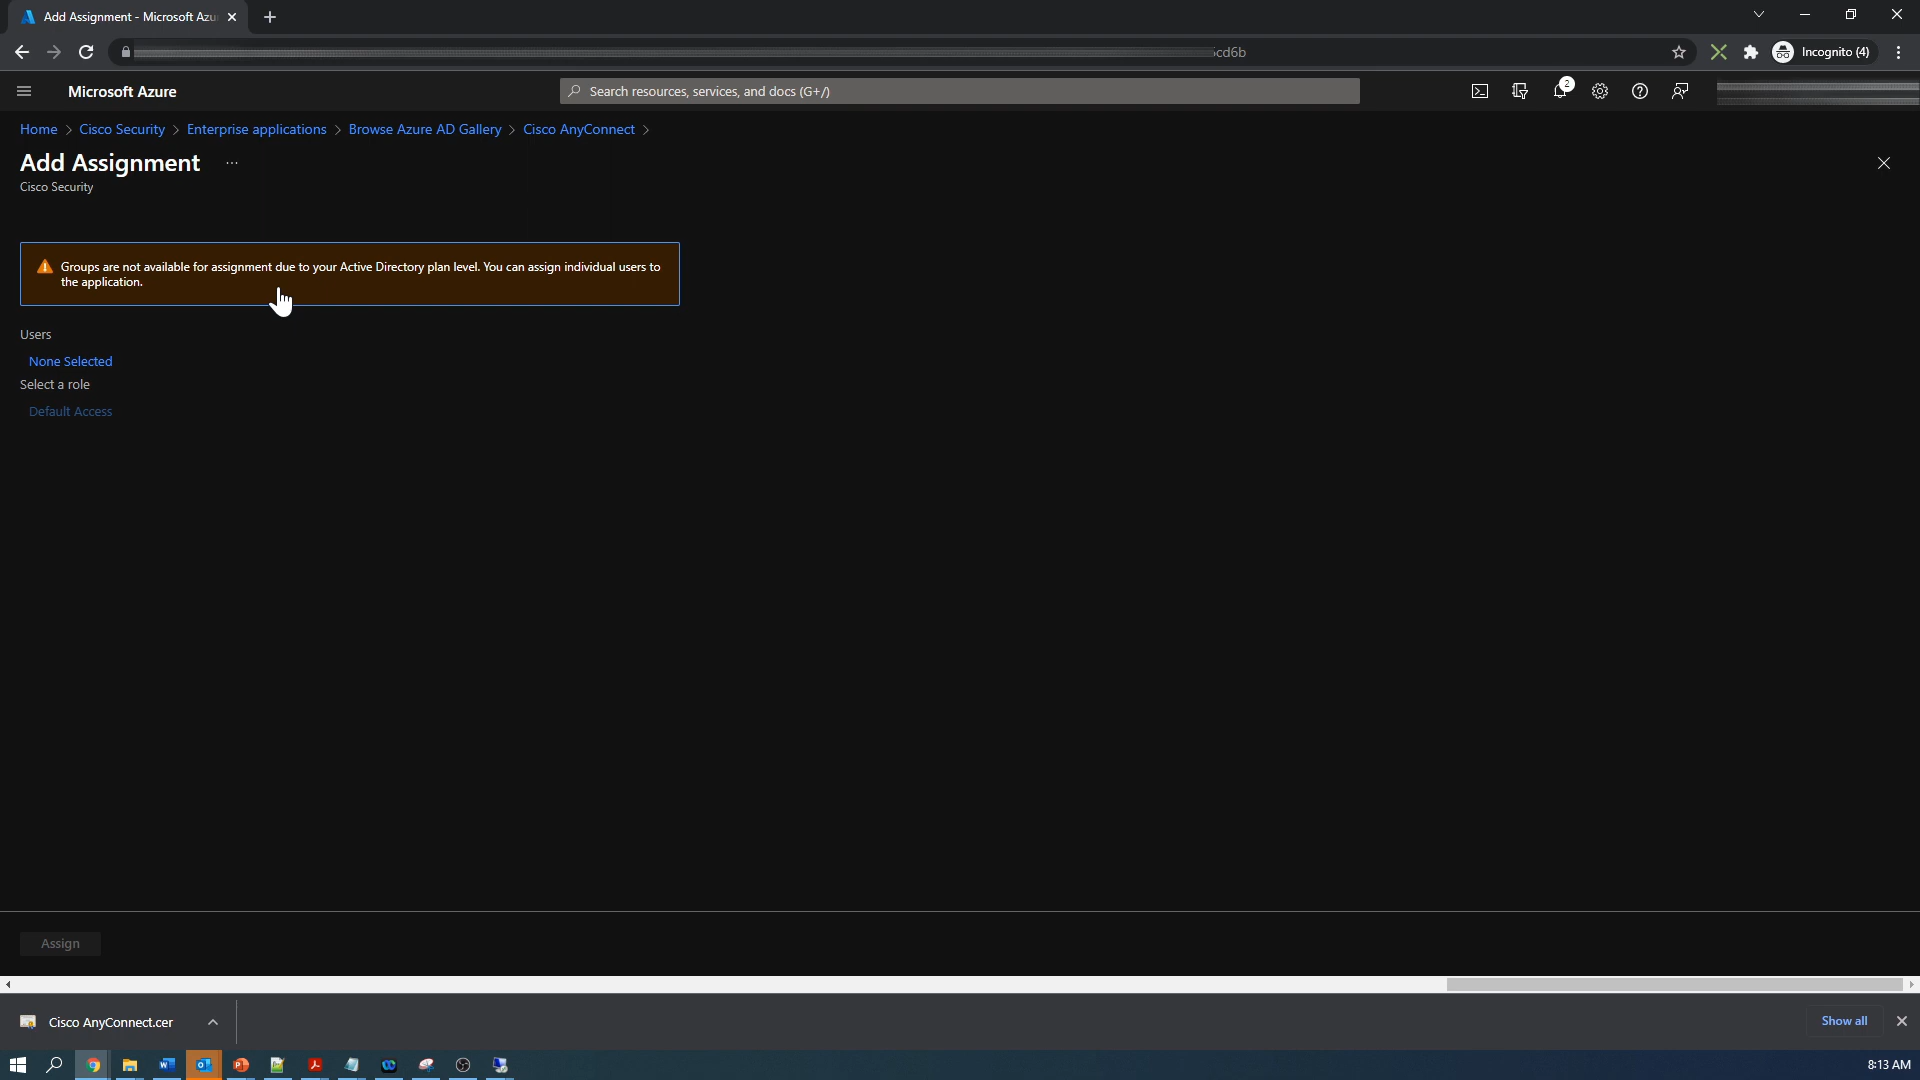 Add Assignment - Microsoft Azu
cd6b
Incognito (4)
Microsoft Azure
Search resources, services, and docs (G+/)
2
Home > Cisco Security > Enterprise applications > Browse Azure AD Gallery > Cisco AnyConnect >
Add Assignment ...
Cisco Security
Groups are not available for assignment due to your Active Directory plan level. You can assign individual users to
the application.
Users
None Selected
Select a role
Default Access
Assign
Cisco AnyConnect.cer
Show all
8:13 AM